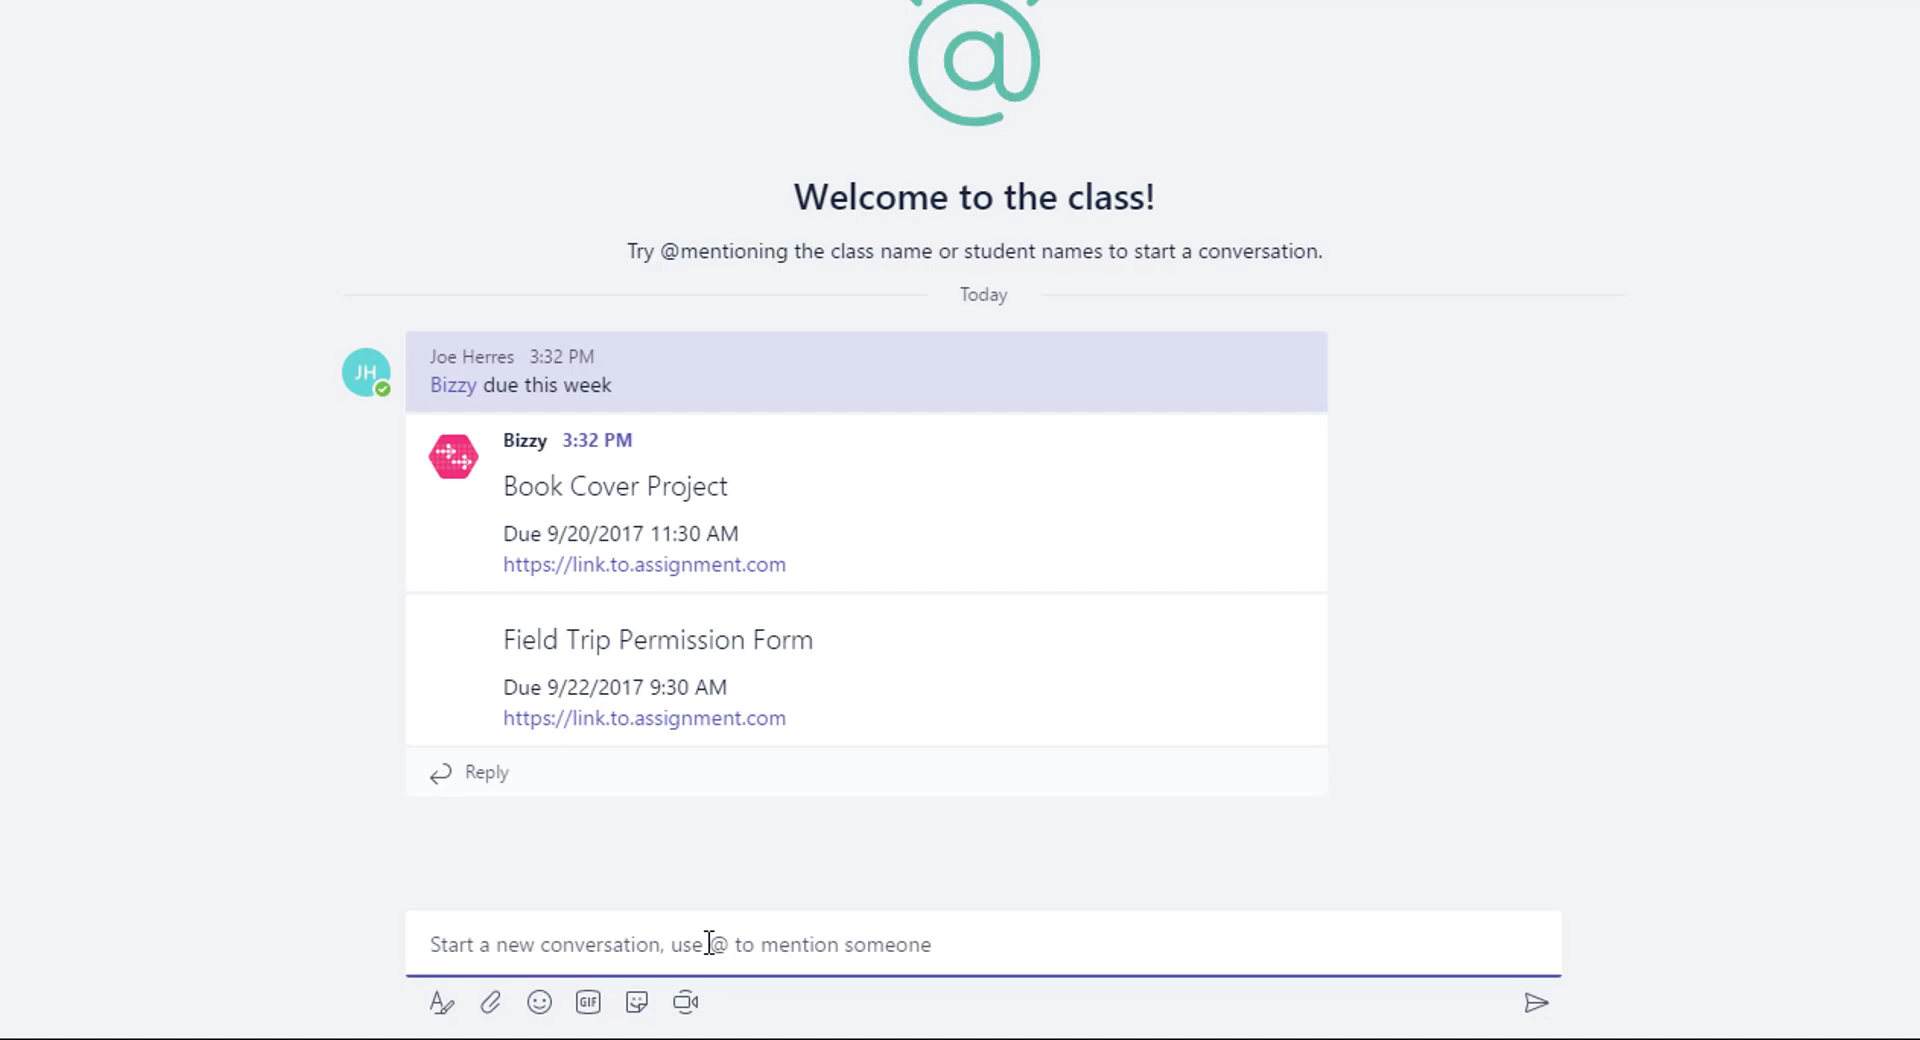 @
Welcome to the class!
Try @mentioning the class name or student names to start a conversation.
Today
JH
Joe Herres 3:32 PM
Bizzy due this week
Bizzy 3:32 PM
Book Cover Project
Due 9/20/2017 11:30 AM
https://link.to.assignment.com
Field Trip Permission Form
Due 9/22/2017 9:30 AM
https://link.to.assignment.com
Reply
Start a new conversation, use @ to mention someone
GIF